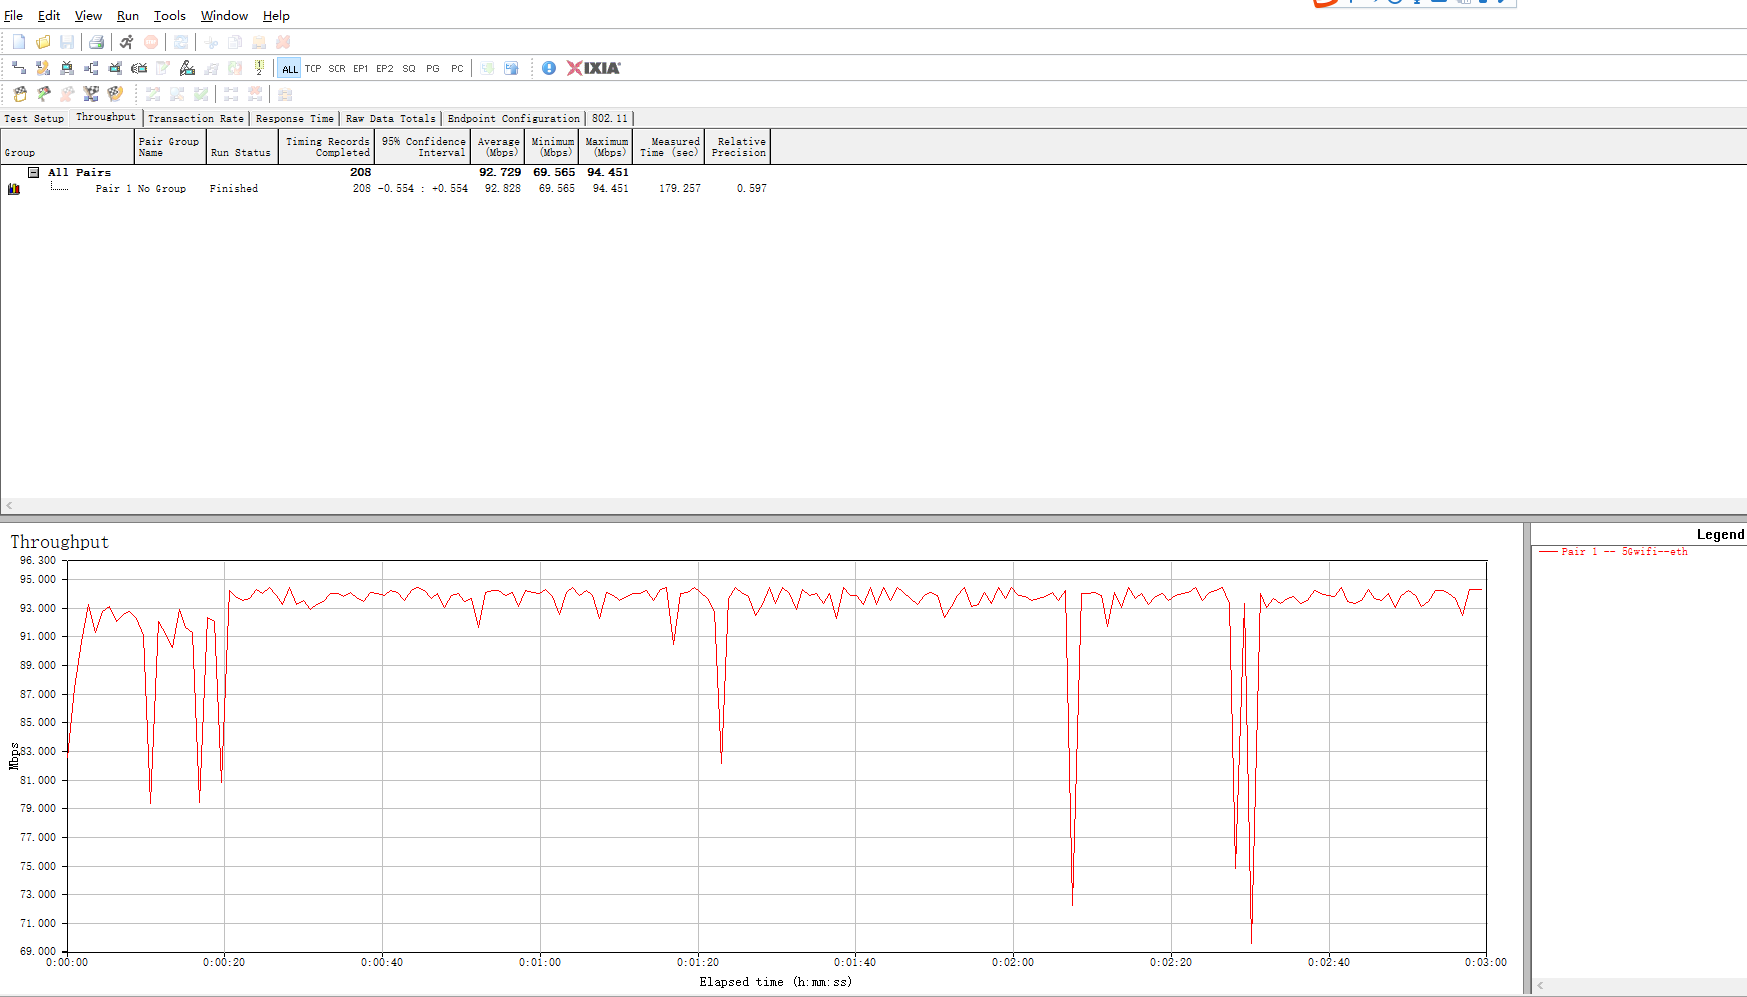 File Edit View Run Tools Window Help
ALL TCP SCR EP1 EP2 SQ PG PC XIXIA
Test Setup Throughput Transaction Rate Response Time Raw Data Totals Endpoint Configuration 802.11
Group Pair Group Name Run Status Timing Records Completed 95% Confidence Interval Average (Mbps) Minimum (Mbps) Maximum (Mbps) Measured Time (sec) Relative Precision
All Pairs 208 92.729 69.565 94.451
Pair 1 No Group Finished 208 -0.554 : +0.554 92.828 69.565 94.451 179.257 0.597
Throughput
Legend
Pair 1 -- 5Gwifi--eth
96.300
95.000
93.000
91.000
89.000
87.000
85.000
83.000
81.000
79.000
77.000
75.000
73.000
71.000
69.000
Mbps
0:00:00 0:00:20 0:00:40 0:01:00 0:01:20 0:01:40 0:02:00 0:02:20 0:02:40 0:03:00
Elapsed time (h:mm:ss)